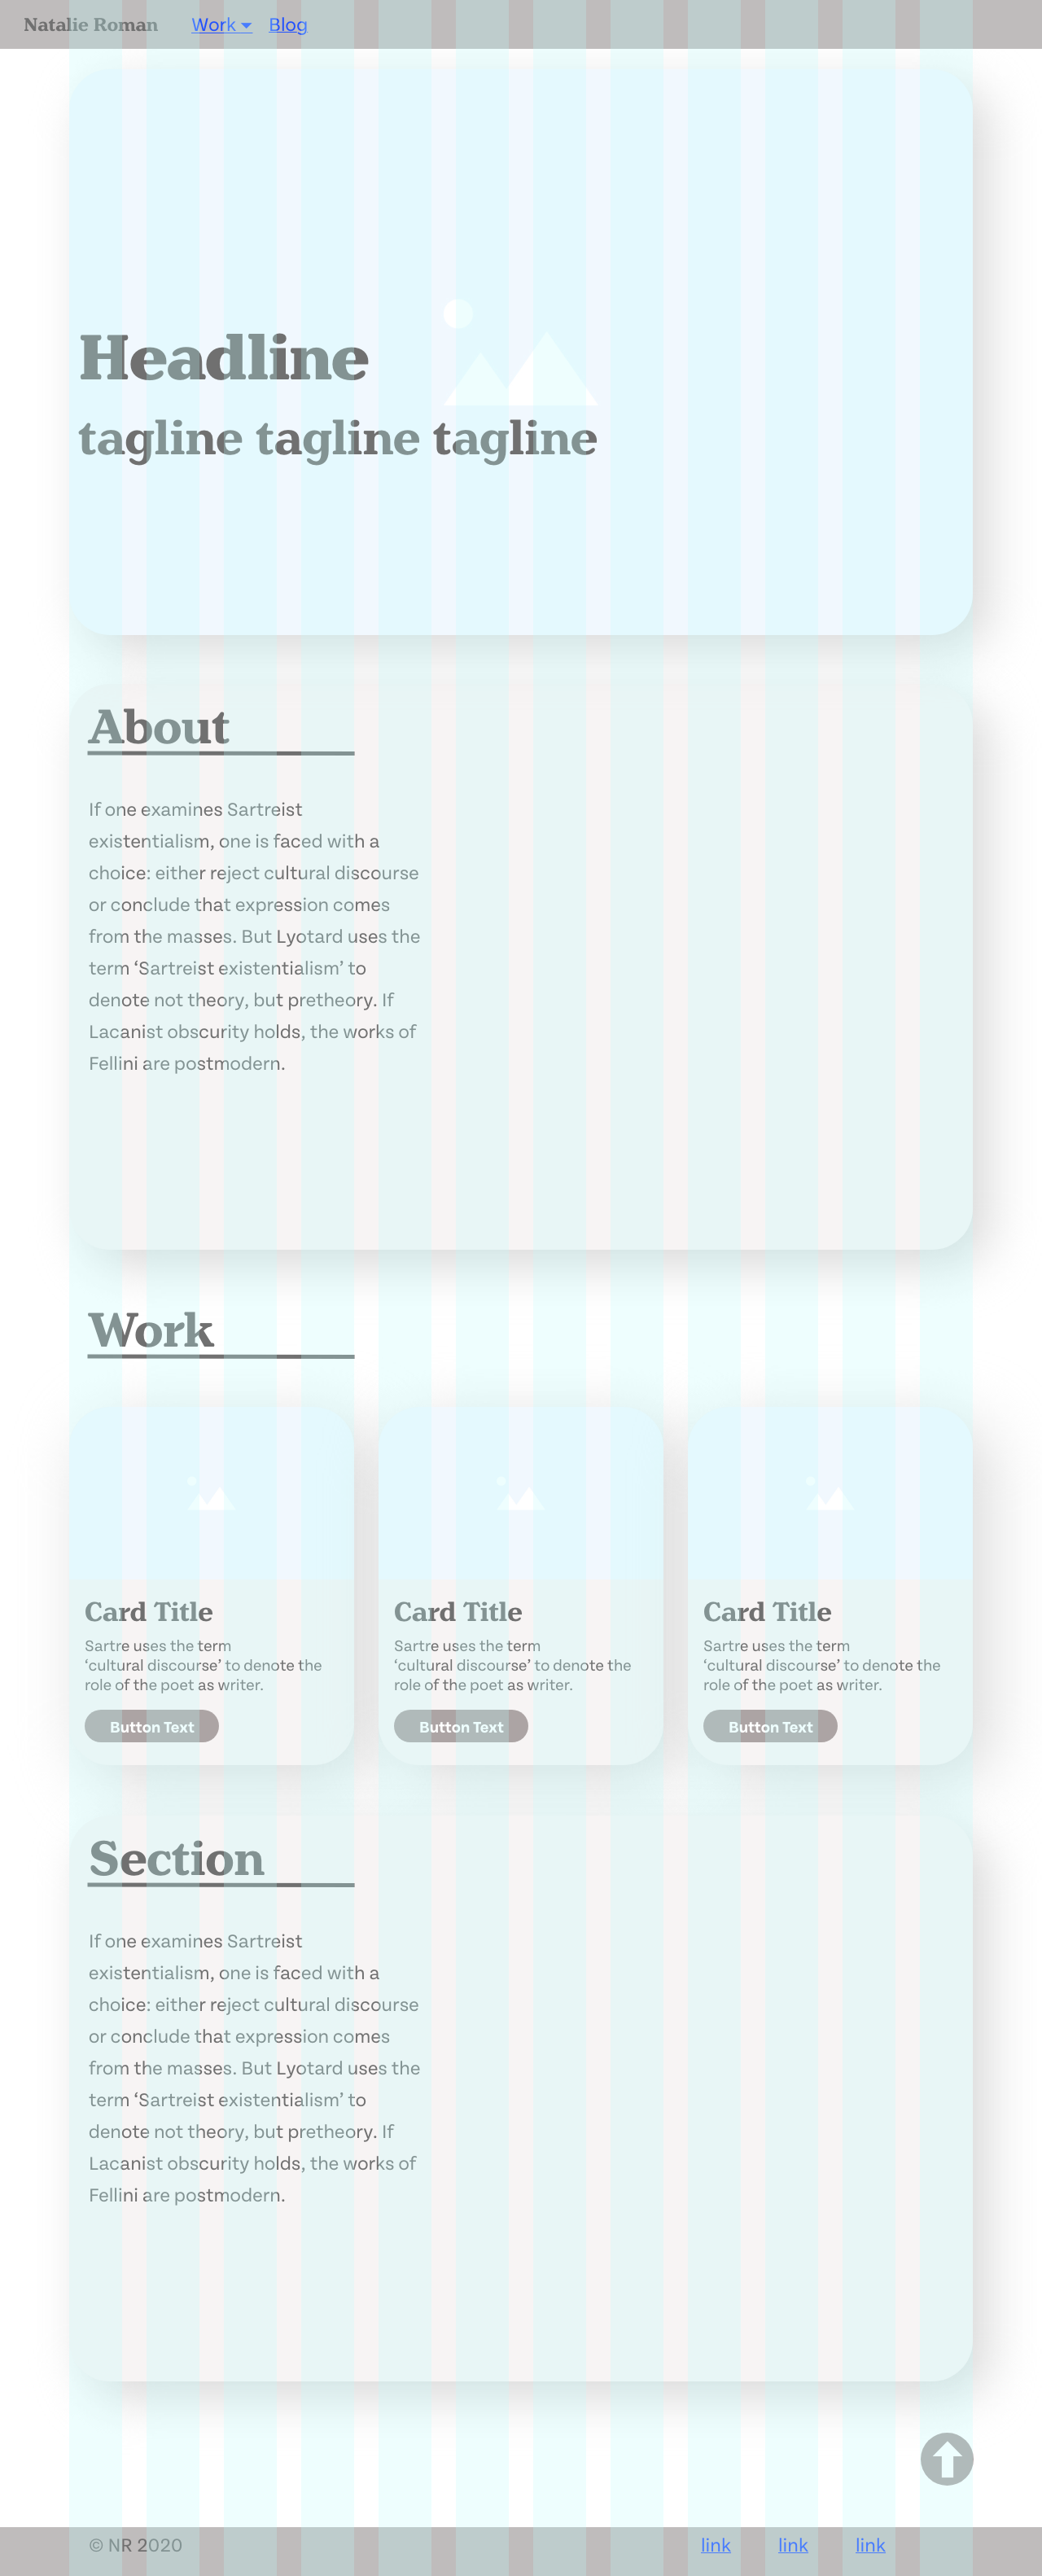 Natalie Roman Work Blog
Headline
tagline tagline tagline
About
If one examines Sartreist
existentialism, one is faced with a
choice: either reject cultural discourse
or conclude that expression comes
from the masses. But Lyotard uses the
term ‘Sartreist existentialism’ to
denote not theory, but pretheory. If
Lacanist obscurity holds, the works of
Fellini are postmodern.
Work
Card Title
Sartre uses the term
‘cultural discourse’ to denote the
role of the poet as writer.
Button Text
Card Title
Sartre uses the term
‘cultural discourse’ to denote the
role of the poet as writer.
Button Text
Card Title
Sartre uses the term
‘cultural discourse’ to denote the
role of the poet as writer.
Button Text
Section
If one examines Sartreist
existentialism, one is faced with a
choice: either reject cultural discourse
or conclude that expression comes
from the masses. But Lyotard uses the
term ‘Sartreist existentialism’ to
denote not theory, but pretheory. If
Lacanist obscurity holds, the works of
Fellini are postmodern.
© NR 2020 link link link